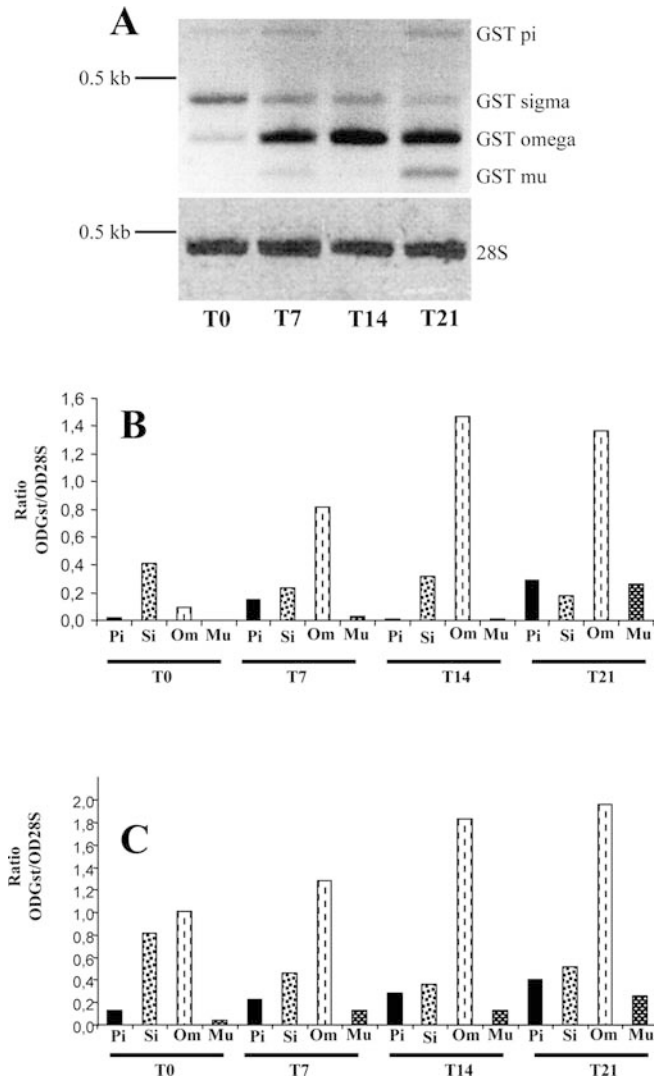 A
GST pi
0.5 kb
GST sigma
GST omega
GST mu
0.5 kb
28S
T0 T7 T14 T21
B
Ratio
ODGst/OD28S
1,6
1,4
1,2
1,0
0,8
0,6
0,4
0,2
0,0
Pi Si Om Mu Pi Si Om Mu Pi Si Om Mu Pi Si Om Mu
T0 T7 T14 T21
C
Ratio
ODGst/OD28S
2,0
1,8
1,6
1,4
1,2
1,0
0,8
0,6
0,4
0,2
0,0
Pi Si Om Mu Pi Si Om Mu Pi Si Om Mu Pi Si Om Mu
T0 T7 T14 T21